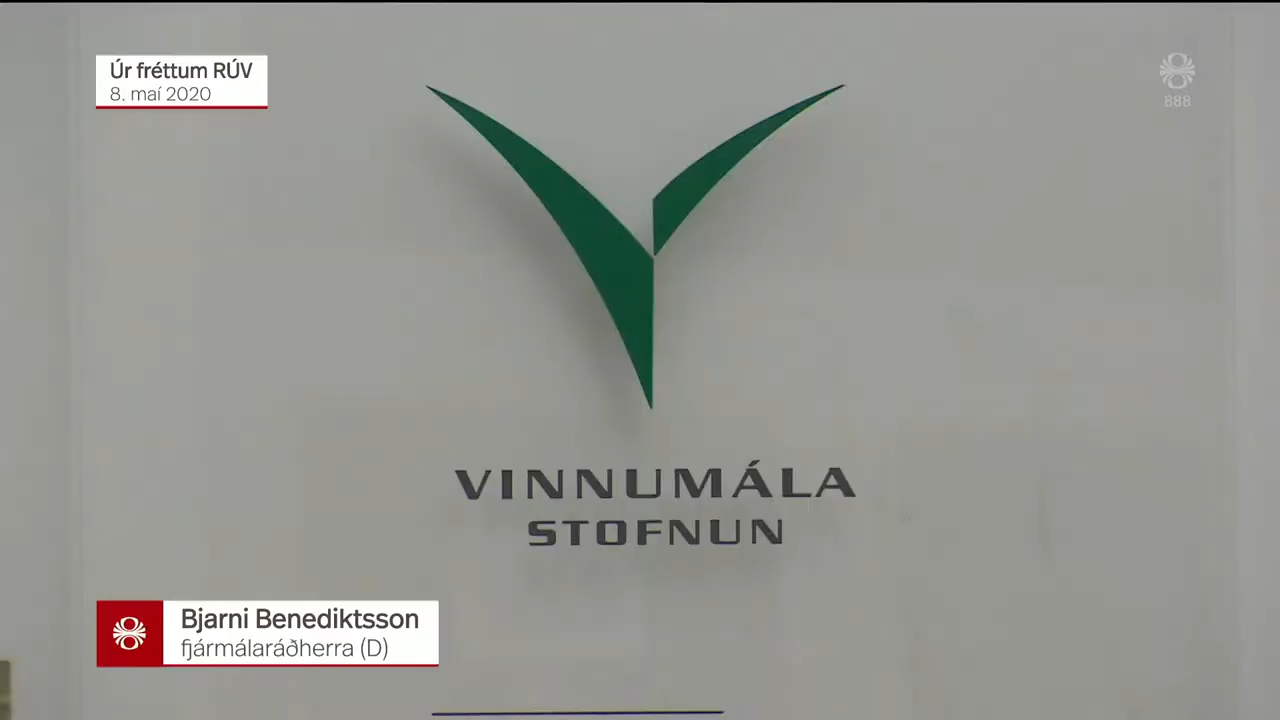 Úr fréttum RÚV
8. maí 2020
888
VINNUMÁLA
STOFNUN
Bjarni Benediktsson
fjármálaráðherra (D)